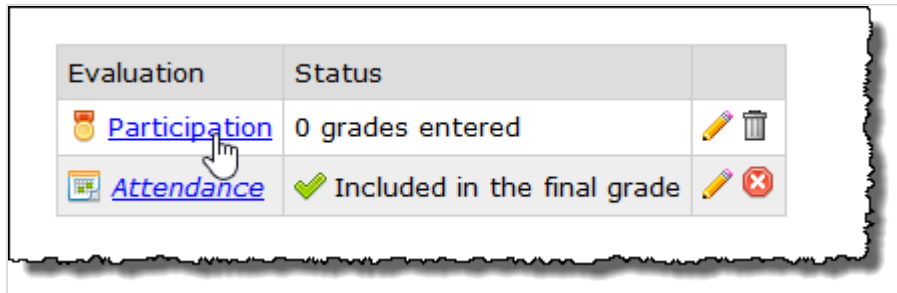 Evaluation Status
Participation 0 grades entered
Attendance Included in the final grade